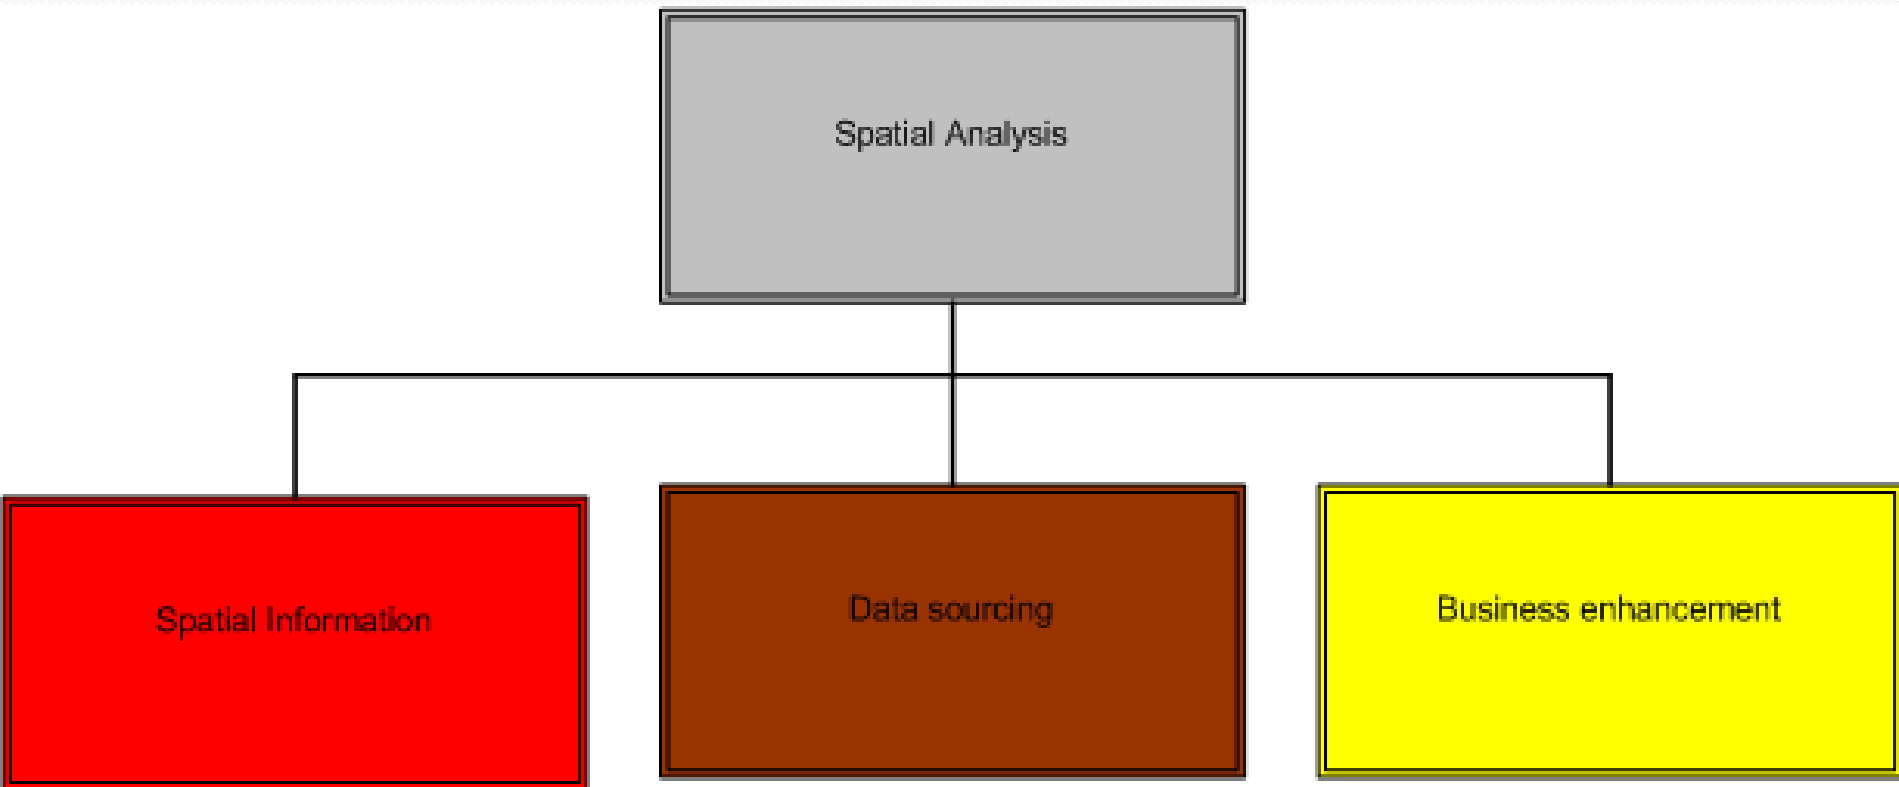 Spatial Analysis
Spatial Information
Data sourcing
Business enhancement